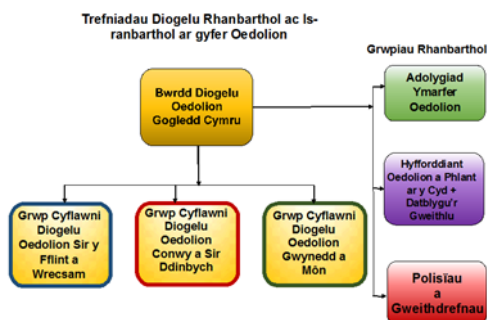 Trefniadau Diogelu Rhanbarthol ac Is-
ranbarthol ar gyfer Oedolion
Grwpiau Rhanbarthol
Bwrdd Diogelu
Oedolion
Gogledd Cymru
Adolygiad
Ymarfer
Oedolion
Hyfforddiant
Oedolion a Phlant
ar y Cyd +
Datblygu'r
Gweithlu
Polisïau
a
Gweithdrefnau
Grwp Cyflawni
Diogelu
Oedolion Sir y
Fflint a
Wrecsam
Grwp Cyflawni
Diogelu
Oedolion
Conwy a Sir
Ddinbych
Grwp Cyflawni
Diogelu
Oedolion
Gwynedd a
Môn